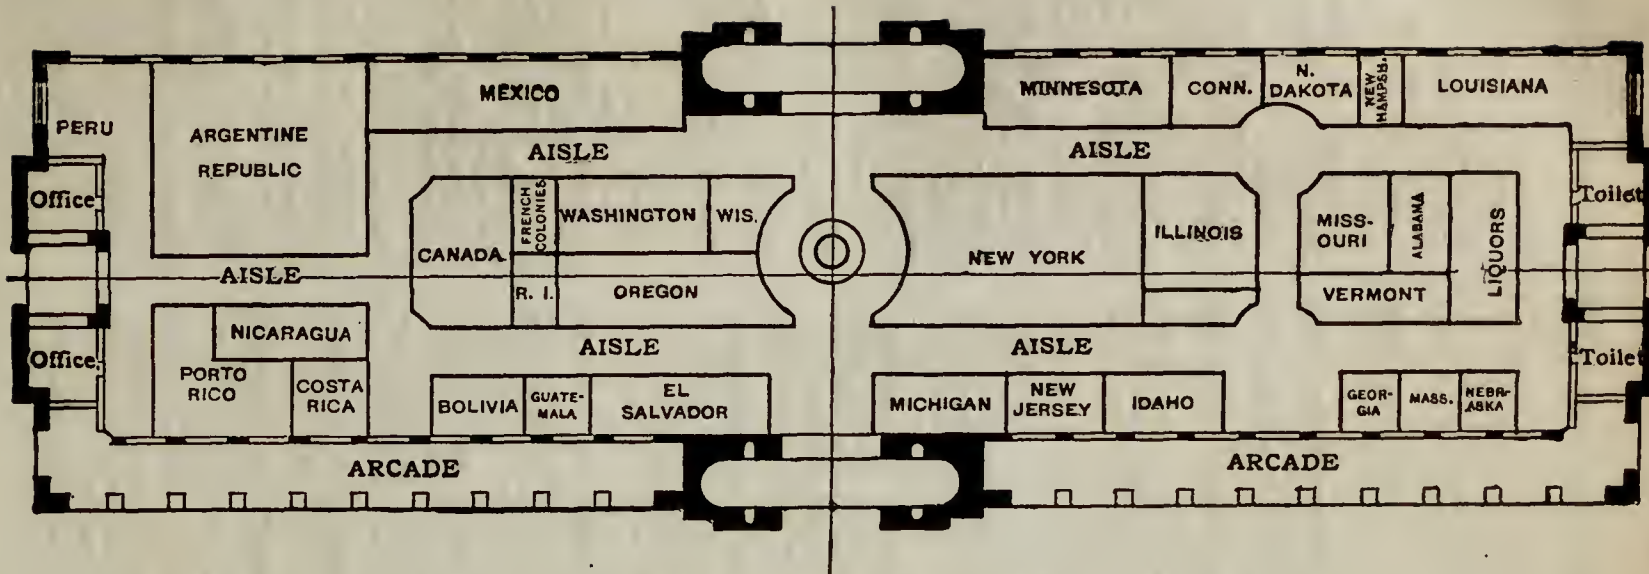 MEXICO
MINNESOTA
CONN.
N.
DAKOTA
NEW
HAMPSH.
LOUISIANA
PERU
ARGENTINE
REPUBLIC
AISLE
AISLE
Office
FRENCH
COLONIES
WASHINGTON
WIS.
CANADA
R. I.
OREGON
NEW YORK
ILLINOIS
MISS-
OURI
ALABAMA
LIQUORS
VERMONT
Toilet
AISLE
NICARAGUA
AISLE
AISLE
Office
PORTO
RICO
COSTA
RICA
BOLIVIA
GUATE-
MALA
EL
SALVADOR
MICHIGAN
NEW
JERSEY
IDAHO
GEOR-
GIA
MASS.
NEBR-
ASKA
Toilet
ARCADE
ARCADE